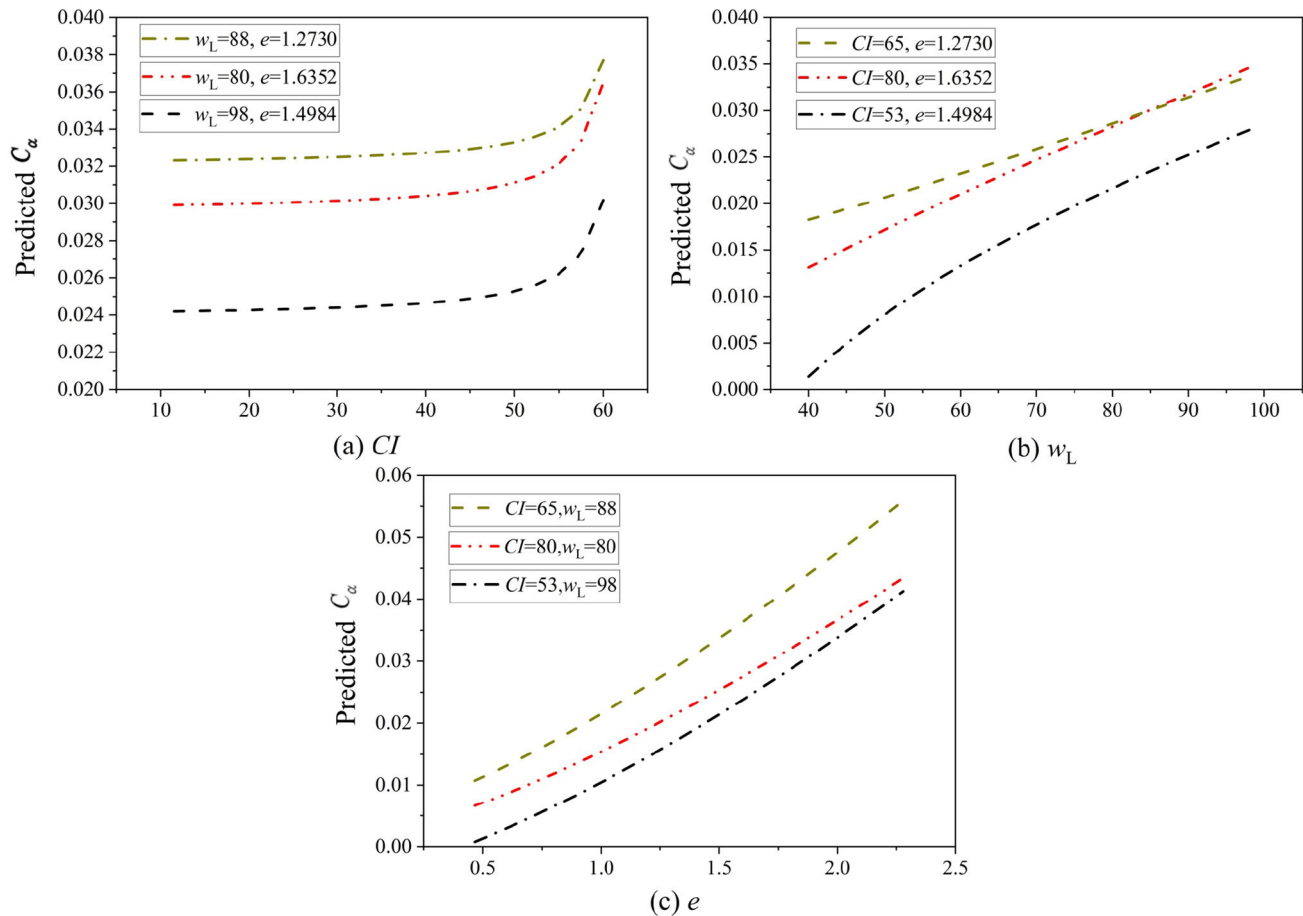 0.040
0.038
0.036
0.034
0.032
0.030
0.028
0.026
0.024
0.022
0.020
Predicted Cα
wL=88, e=1.2730
wL=80, e=1.6352
wL=98, e=1.4984
10 20 30 40 50 60
(a) CI
0.040
0.035
0.030
0.025
0.020
0.015
0.010
0.005
0.000
Predicted Cα
CI=65, e=1.2730
CI=80, e=1.6352
CI=53, e=1.4984
40 50 60 70 80 90 100
(b) wL
0.06
0.05
0.04
0.03
0.02
0.01
0.00
Predicted Cα
CI=65,wL=88
CI=80,wL=80
CI=53,wL=98
0.5 1.0 1.5 2.0 2.5
(c) e